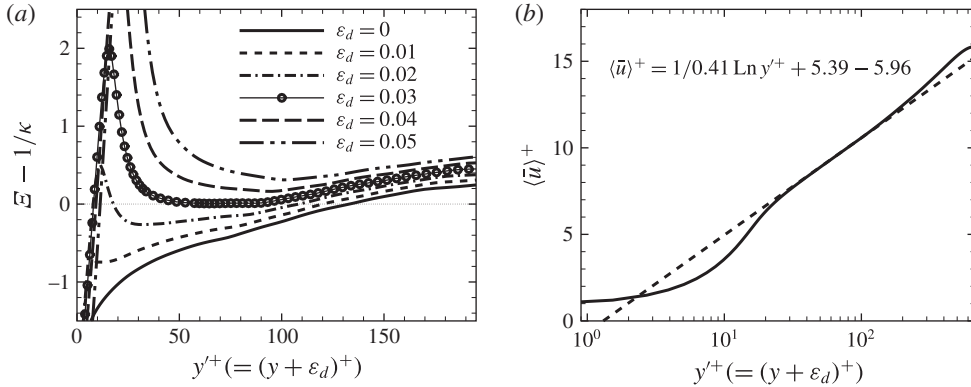 (a)
2
1
0
−1
Ξ − 1/κ
ε_d = 0
ε_d = 0.01
ε_d = 0.02
ε_d = 0.03
ε_d = 0.04
ε_d = 0.05
0 50 100 150
y′⁺(= (y + ε_d)⁺)
(b)
15
10
5
0
⟨ū⟩⁺
⟨ū⟩⁺ = 1/0.41 Ln y′⁺ + 5.39 − 5.96
10⁰ 10¹ 10²
y′⁺(= (y + ε_d)⁺)